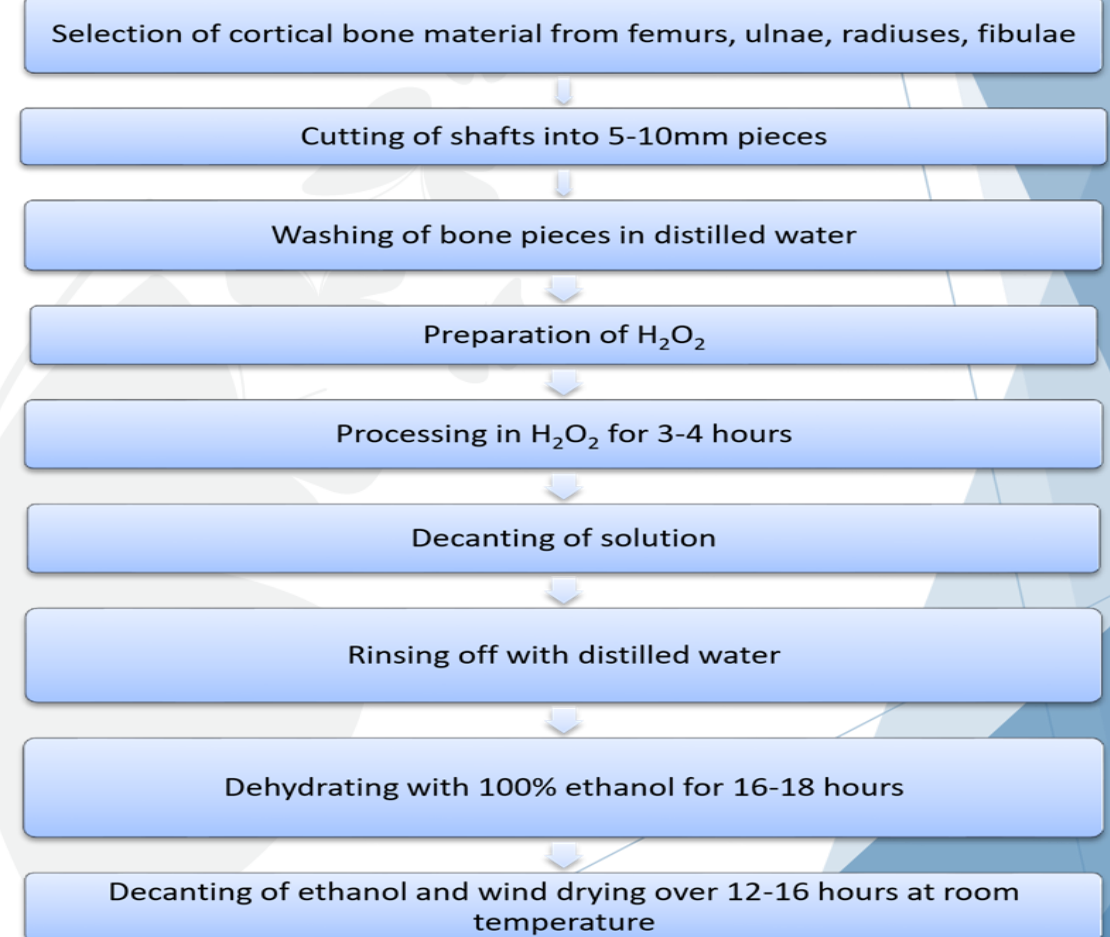 Selection of cortical bone material from femurs, ulnae, radiuses, fibulae
Cutting of shafts into 5-10mm pieces
Washing of bone pieces in distilled water
Preparation of H₂O₂
Processing in H₂O₂ for 3-4 hours
Decanting of solution
Rinsing off with distilled water
Dehydrating with 100% ethanol for 16-18 hours
Decanting of ethanol and wind drying over 12-16 hours at room
temperature